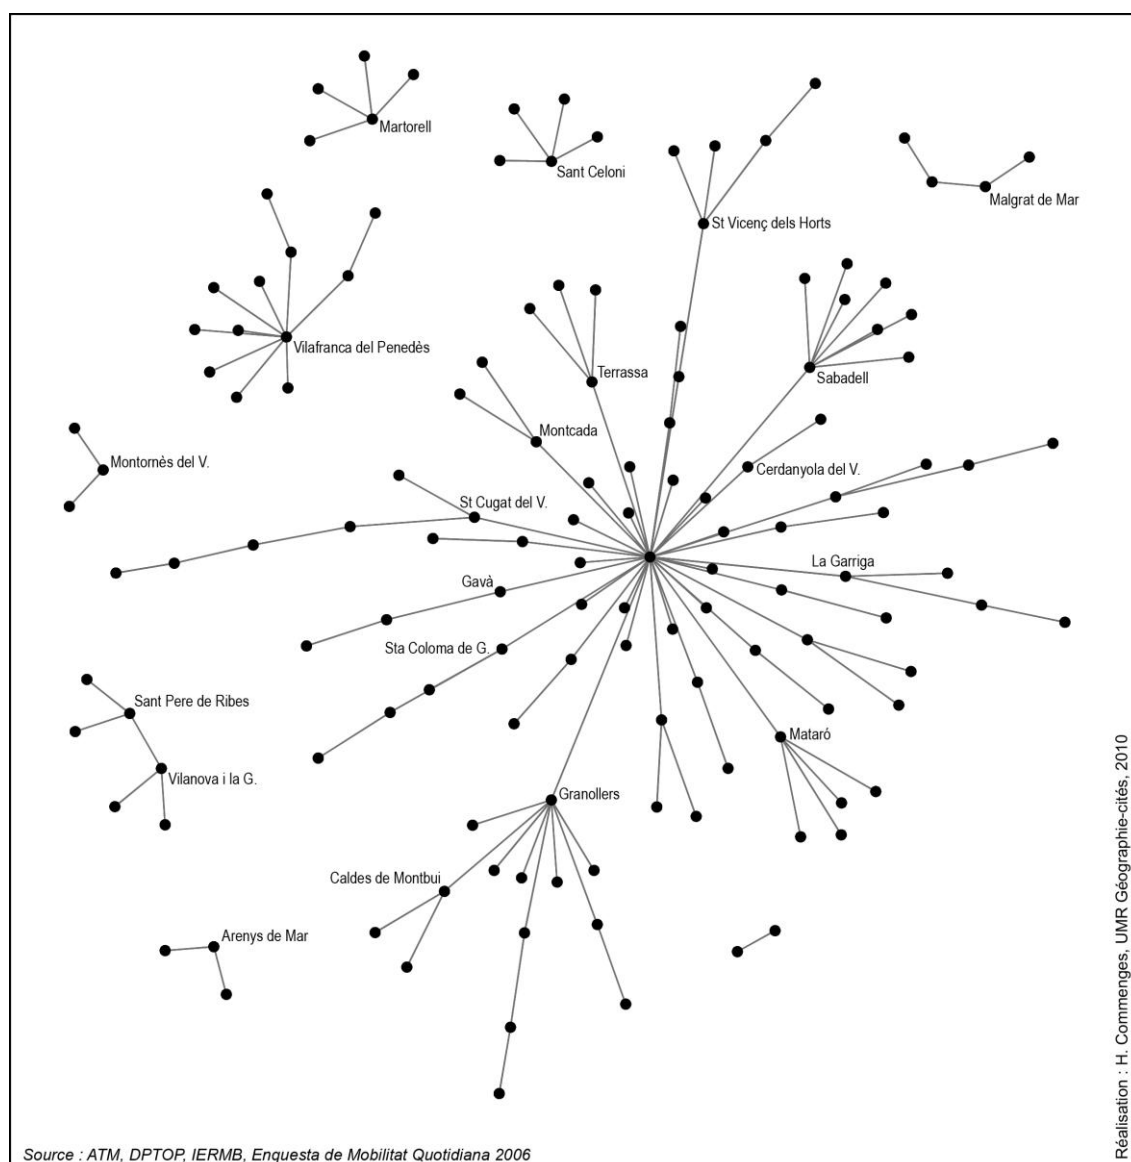 Martorell
Sant Celoni
Malgrat de Mar
St Vicenç dels Horts
Vilafranca del Penedès
Terrassa
Sabadell
Montcada
Montornès del V.
Cerdanyola del V.
St Cugat del V.
La Garriga
Gavà
Sta Coloma de G.
Sant Pere de Ribes
Mataró
Vilanova i la G.
Granollers
Caldes de Montbui
Arenys de Mar
Réalisation : H. Commenges, UMR Géographie-cités, 2010
Source : ATM, DPTOP, IERMB, Enquesta de Mobilitat Quotidiana 2006